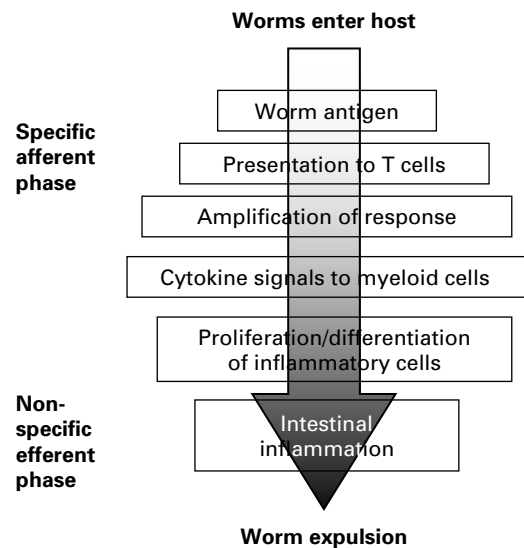 Worms enter host
Worm antigen
Specific
afferent
phase
Presentation to T cells
Amplification of response
Cytokine signals to myeloid cells
Proliferation/differentiation
of inflammatory cells
Non-
specific
efferent
phase
Intestinal
inflammation
Worm expulsion